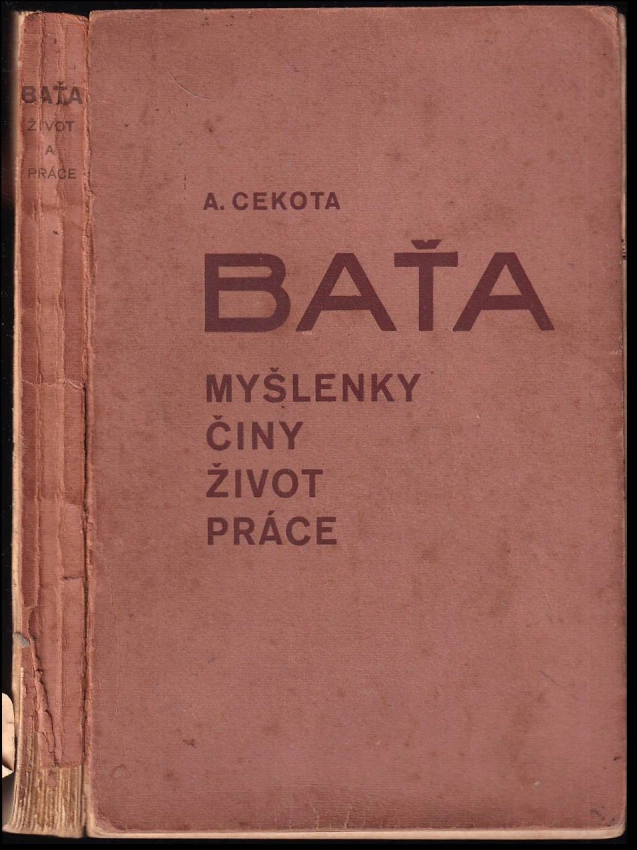 BAŤA
ŽIVOT
A
PRÁCE
A. CEKOTA
BAŤA
MYŠLENKY
ČINY
ŽIVOT
PRÁCE